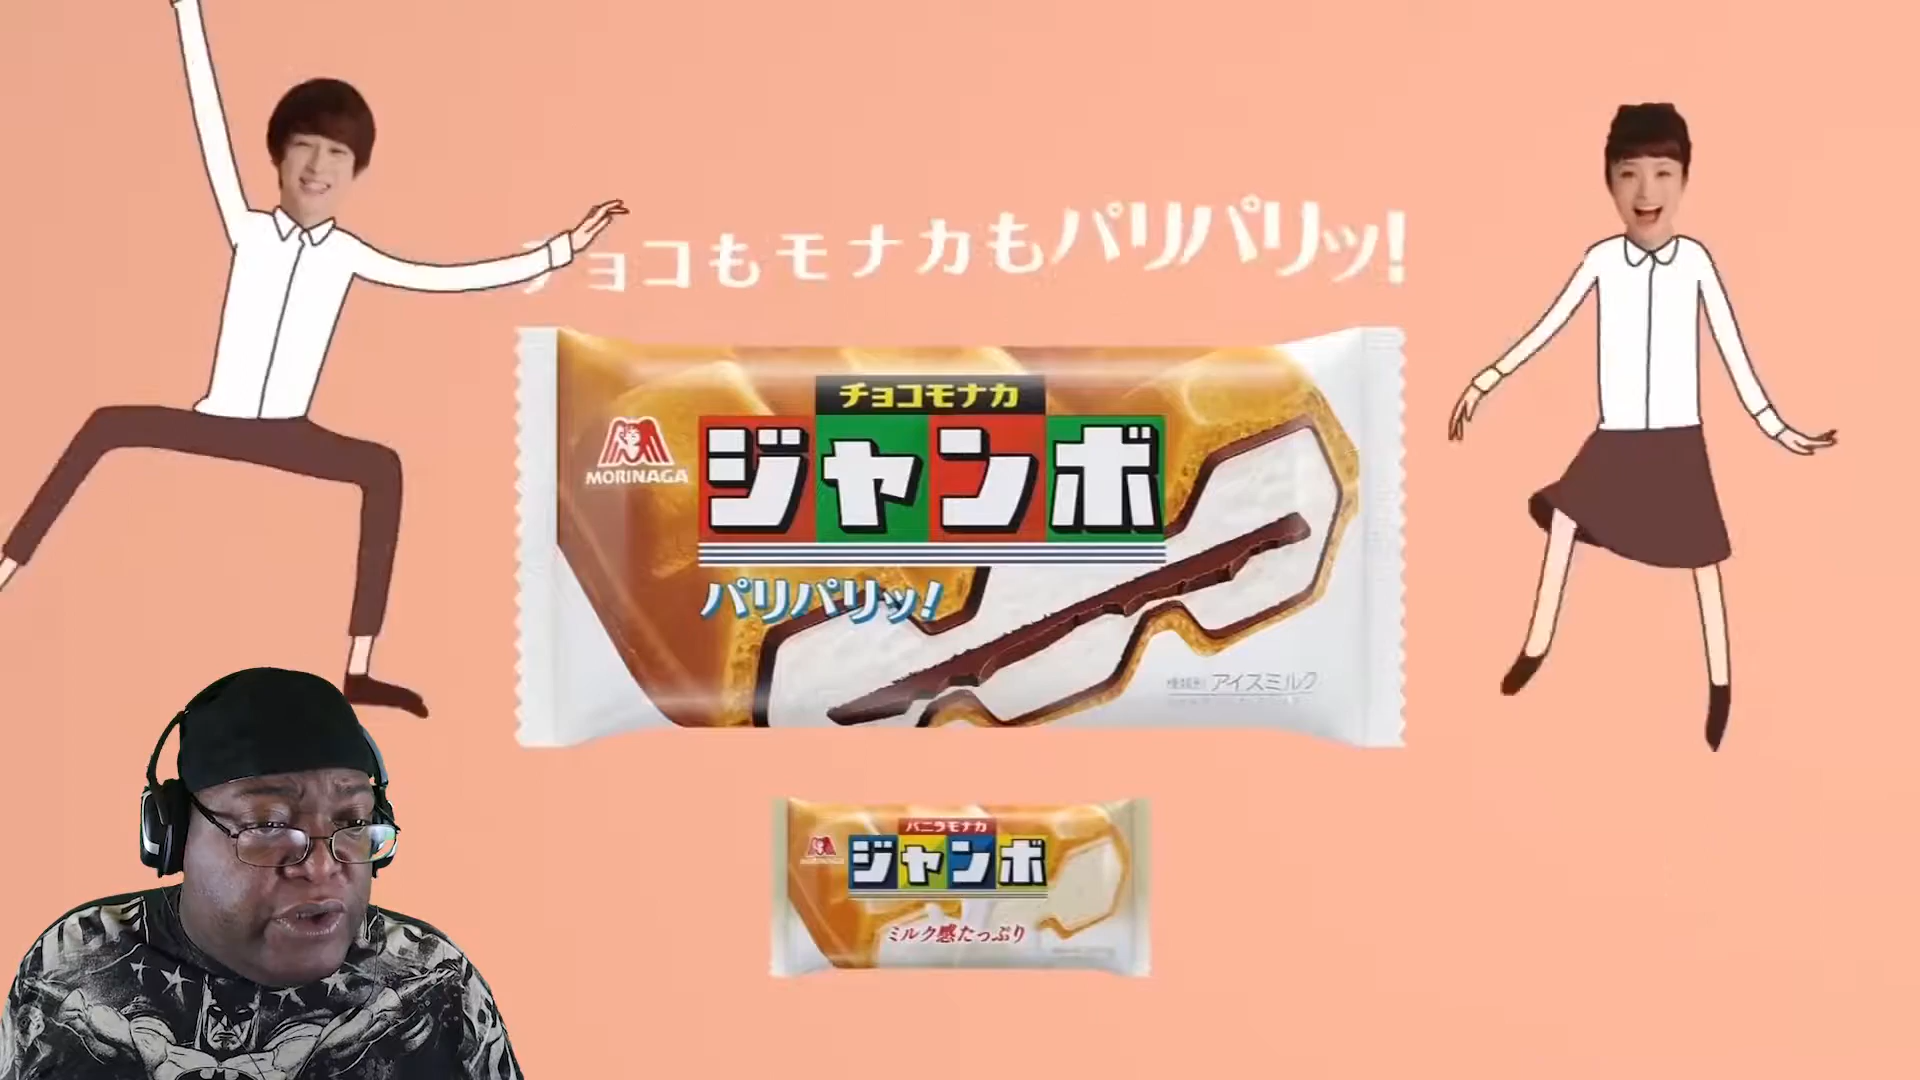 チョコもモナカもパリパリッ!
チョコモナカ
MORINAGA
ジャンボ
パリパリッ!
アイスミルク
バニラモナカ
ジャンボ
ミルク感たっぷり